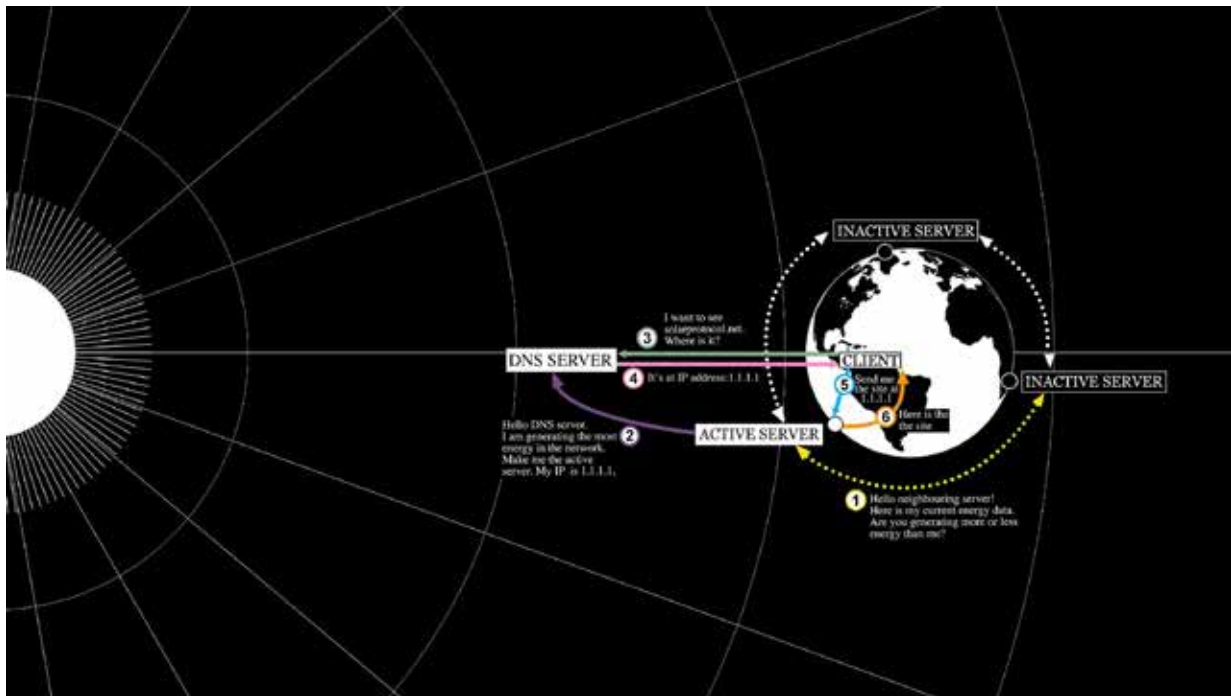 INACTIVE SERVER
3
I want to see
solarprotocol.net.
Where is it?
DNS SERVER
CLIENT
4
It's at IP address:1.1.1.1
INACTIVE SERVER
5
Send me
the site at
1.1.1.1
6
Here is the
the site
Hello DNS server.
I am generating the most
energy in the network.
Make me the active
server. My IP is 1.1.1.1.
2
ACTIVE SERVER
1
Hello neighbouring server!
Here is my current energy data.
Are you generating more or less
energy than me?